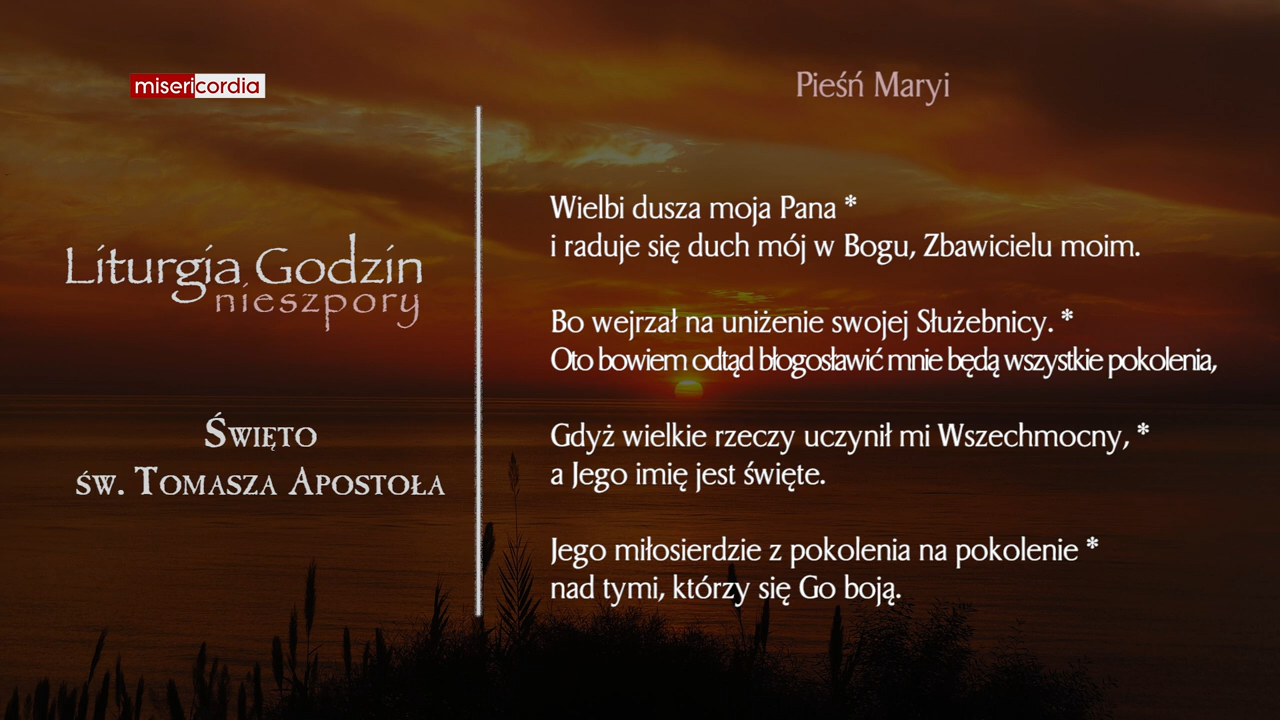 misericordia
Liturgia Godzin
nieszpory
Święto
św. Tomasza Apostoła
Pieśń Maryi
Wielbi dusza moja Pana *
i raduje się duch mój w Bogu, Zbawicielu moim.
Bo wejrzał na uniżenie swojej Służebnicy. *
Oto bowiem odtąd błogosławić mnie będą wszystkie pokolenia,
Gdyż wielkie rzeczy uczynił mi Wszechmocny, *
a Jego imię jest święte.
Jego miłosierdzie z pokolenia na pokolenie *
nad tymi, którzy się Go boją.